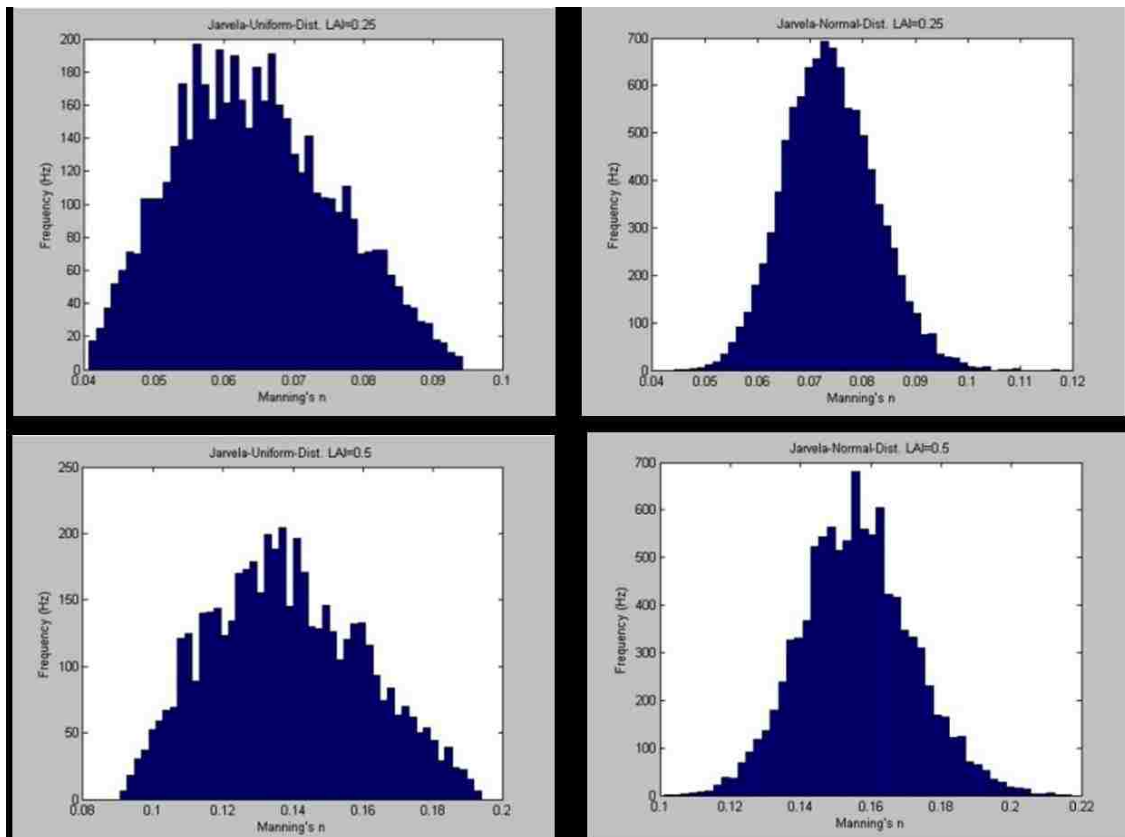 Jarvela-Uniform-Dist. LAI=0.25
Frequency (Hz)
200
180
160
140
120
100
80
60
40
20
0
0.04 0.05 0.06 0.07 0.08 0.09 0.1
Manning's n
Jarvela-Normal-Dist. LAI=0.25
Frequency (Hz)
700
600
500
400
300
200
100
0
0.04 0.05 0.06 0.07 0.08 0.09 0.1 0.11 0.12
Manning's n
Jarvela-Uniform-Dist. LAI=0.5
Frequency (Hz)
250
200
150
100
50
0
0.08 0.1 0.12 0.14 0.16 0.18 0.2
Manning's n
Jarvela-Normal-Dist. LAI=0.5
Frequency (Hz)
700
600
500
400
300
200
100
0
0.1 0.12 0.14 0.16 0.18 0.2 0.22
Manning's n